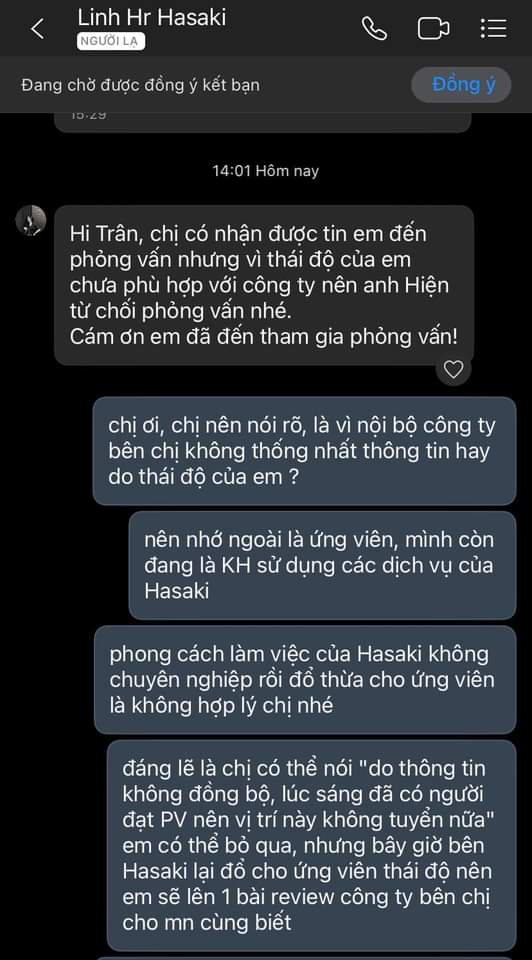 Linh Hr Hasaki
NGƯỜI LẠ
Đang chờ được đồng ý kết bạn
Đồng ý
15:29
14:01 Hôm nay
Hi Trân, chị có nhận được tin em đến
phỏng vấn nhưng vì thái độ của em
chưa phù hợp với công ty nên anh Hiện
từ chối phỏng vấn nhé.
Cám ơn em đã đến tham gia phỏng vấn!
chị ơi, chị nên nói rõ, là vì nội bộ công ty
bên chị không thống nhất thông tin hay
do thái độ của em ?
nên nhớ ngoài là ứng viên, mình còn
đang là KH sử dụng các dịch vụ của
Hasaki
phong cách làm việc của Hasaki không
chuyên nghiệp rồi đổ thừa cho ứng viên
là không hợp lý chị nhé
đáng lẽ là chị có thể nói "do thông tin
không đồng bộ, lúc sáng đã có người
đạt PV nên vị trí này không tuyển nữa"
em có thể bỏ qua, nhưng bây giờ bên
Hasaki lại đổ cho ứng viên thái độ nên
em sẽ lên 1 bài review công ty bên chị
cho mn cùng biết